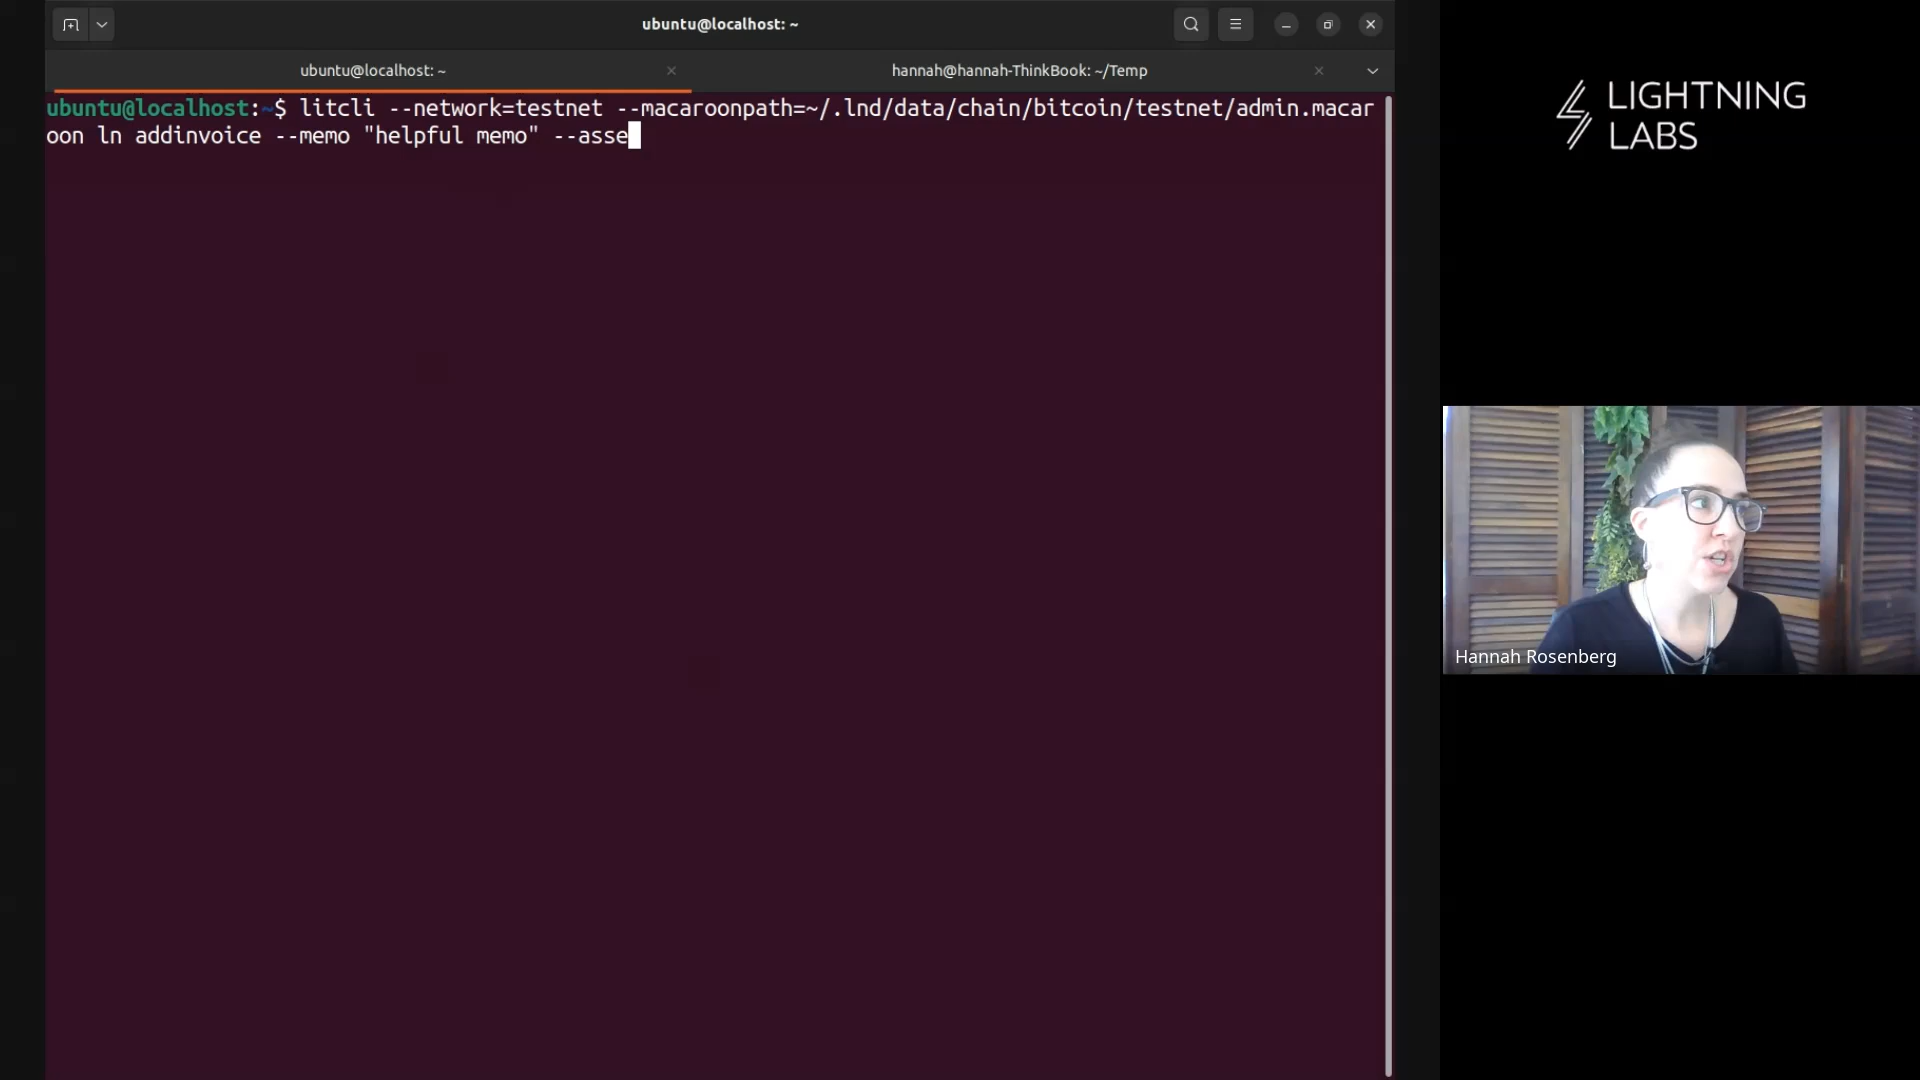 ubuntu@localhost: ~
ubuntu@localhost: ~
hannah@hannah-ThinkBook: ~/Temp
ubuntu@localhost:~$ litcli --network=testnet --macaroonpath=~/.lnd/data/chain/bitcoin/testnet/admin.macar
oon ln addinvoice --memo "helpful memo" --asse
LIGHTNING
LABS
Hannah Rosenberg